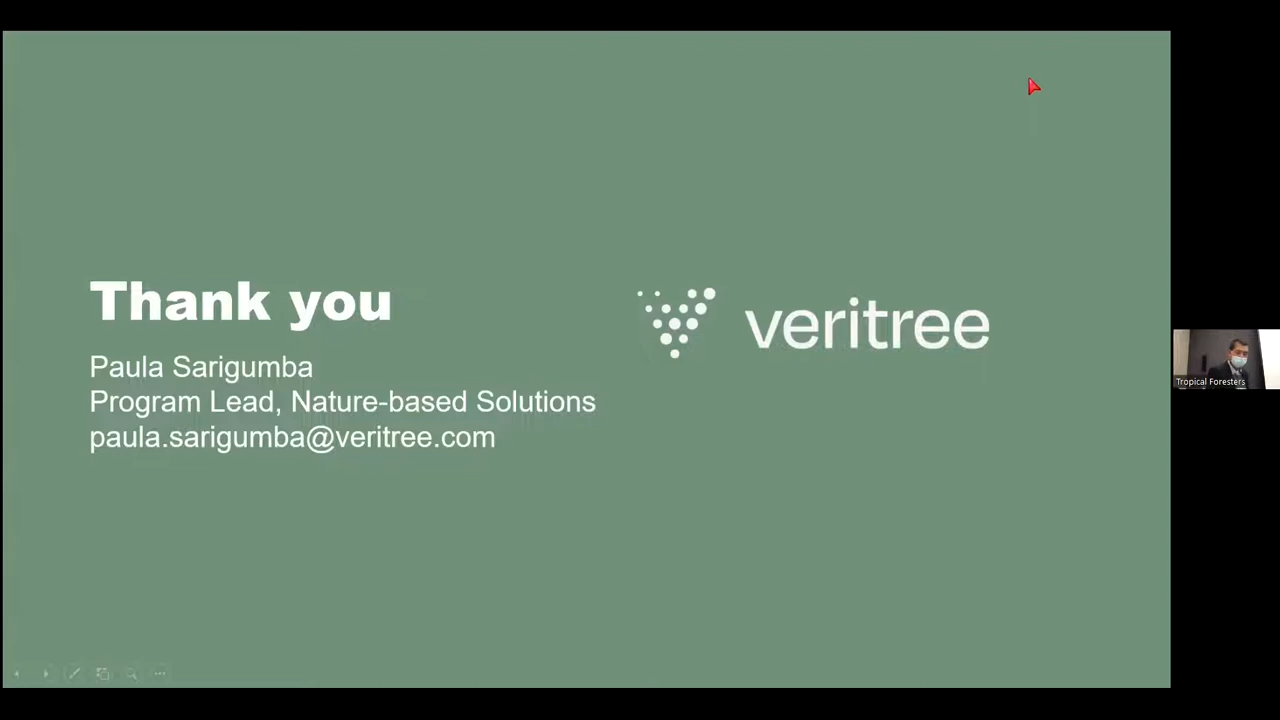 Thank you
veritree
Paula Sarigumba
Program Lead, Nature-based Solutions
paula.sarigumba@veritree.com
Tropical Foresters